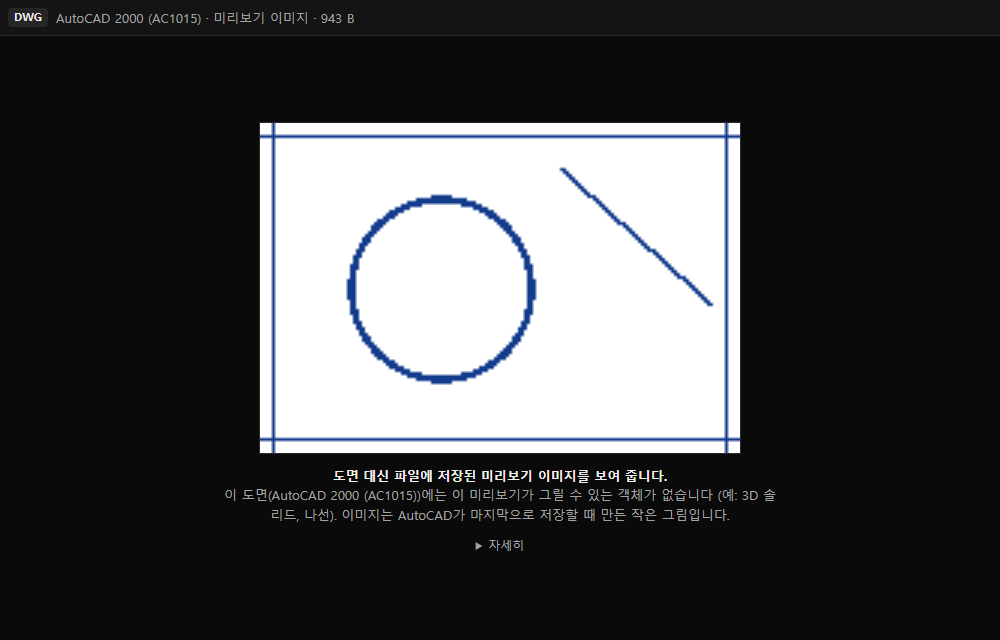 DWG AutoCAD 2000 (AC1015) · 미리보기 이미지 · 943 B
도면 대신 파일에 저장된 미리보기 이미지를 보여 줍니다.
이 도면(AutoCAD 2000 (AC1015))에는 이 미리보기가 그릴 수 있는 객체가 없습니다 (예: 3D 솔
리드, 나선). 이미지는 AutoCAD가 마지막으로 저장할 때 만든 작은 그림입니다.
▶ 자세히